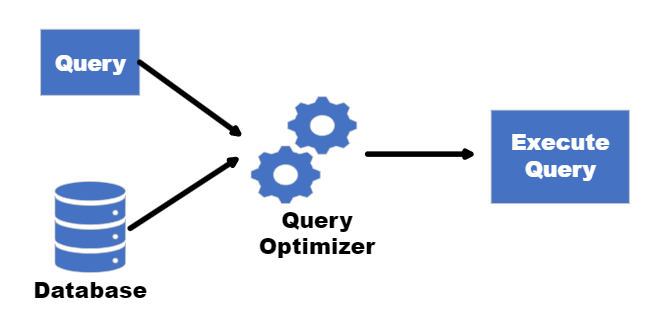 Query
Database
Query
Optimizer
Execute
Query